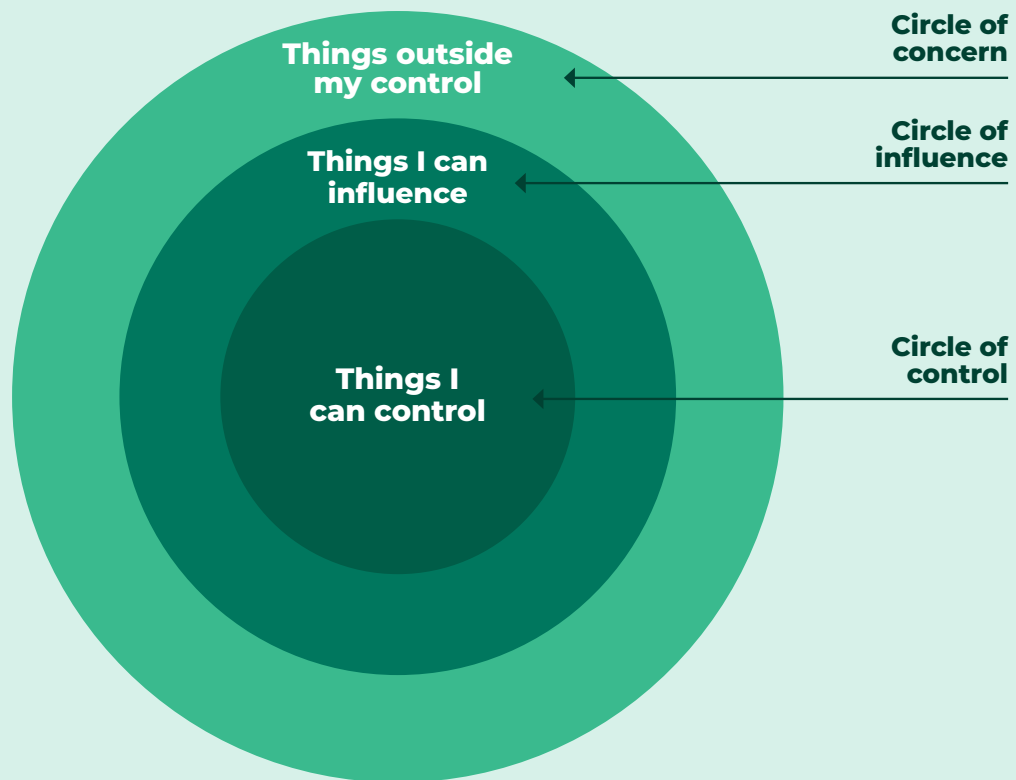 Things outside
my control
Circle of
concern
Things I can
influence
Circle of
influence
Things I
can control
Circle of
control